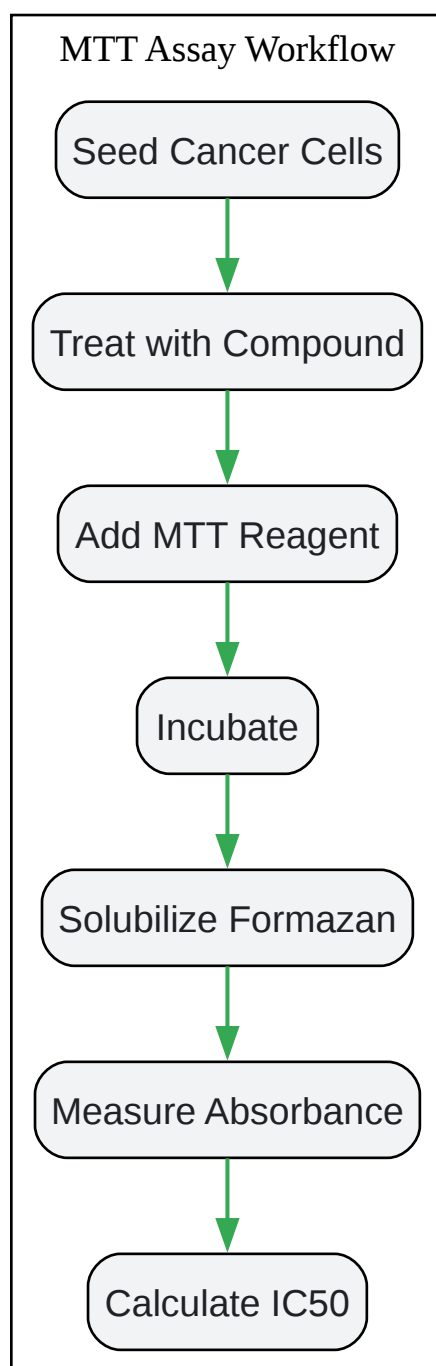 MTT Assay Workflow
Seed Cancer Cells
Treat with Compound
Add MTT Reagent
Incubate
Solubilize Formazan
Measure Absorbance
Calculate IC50